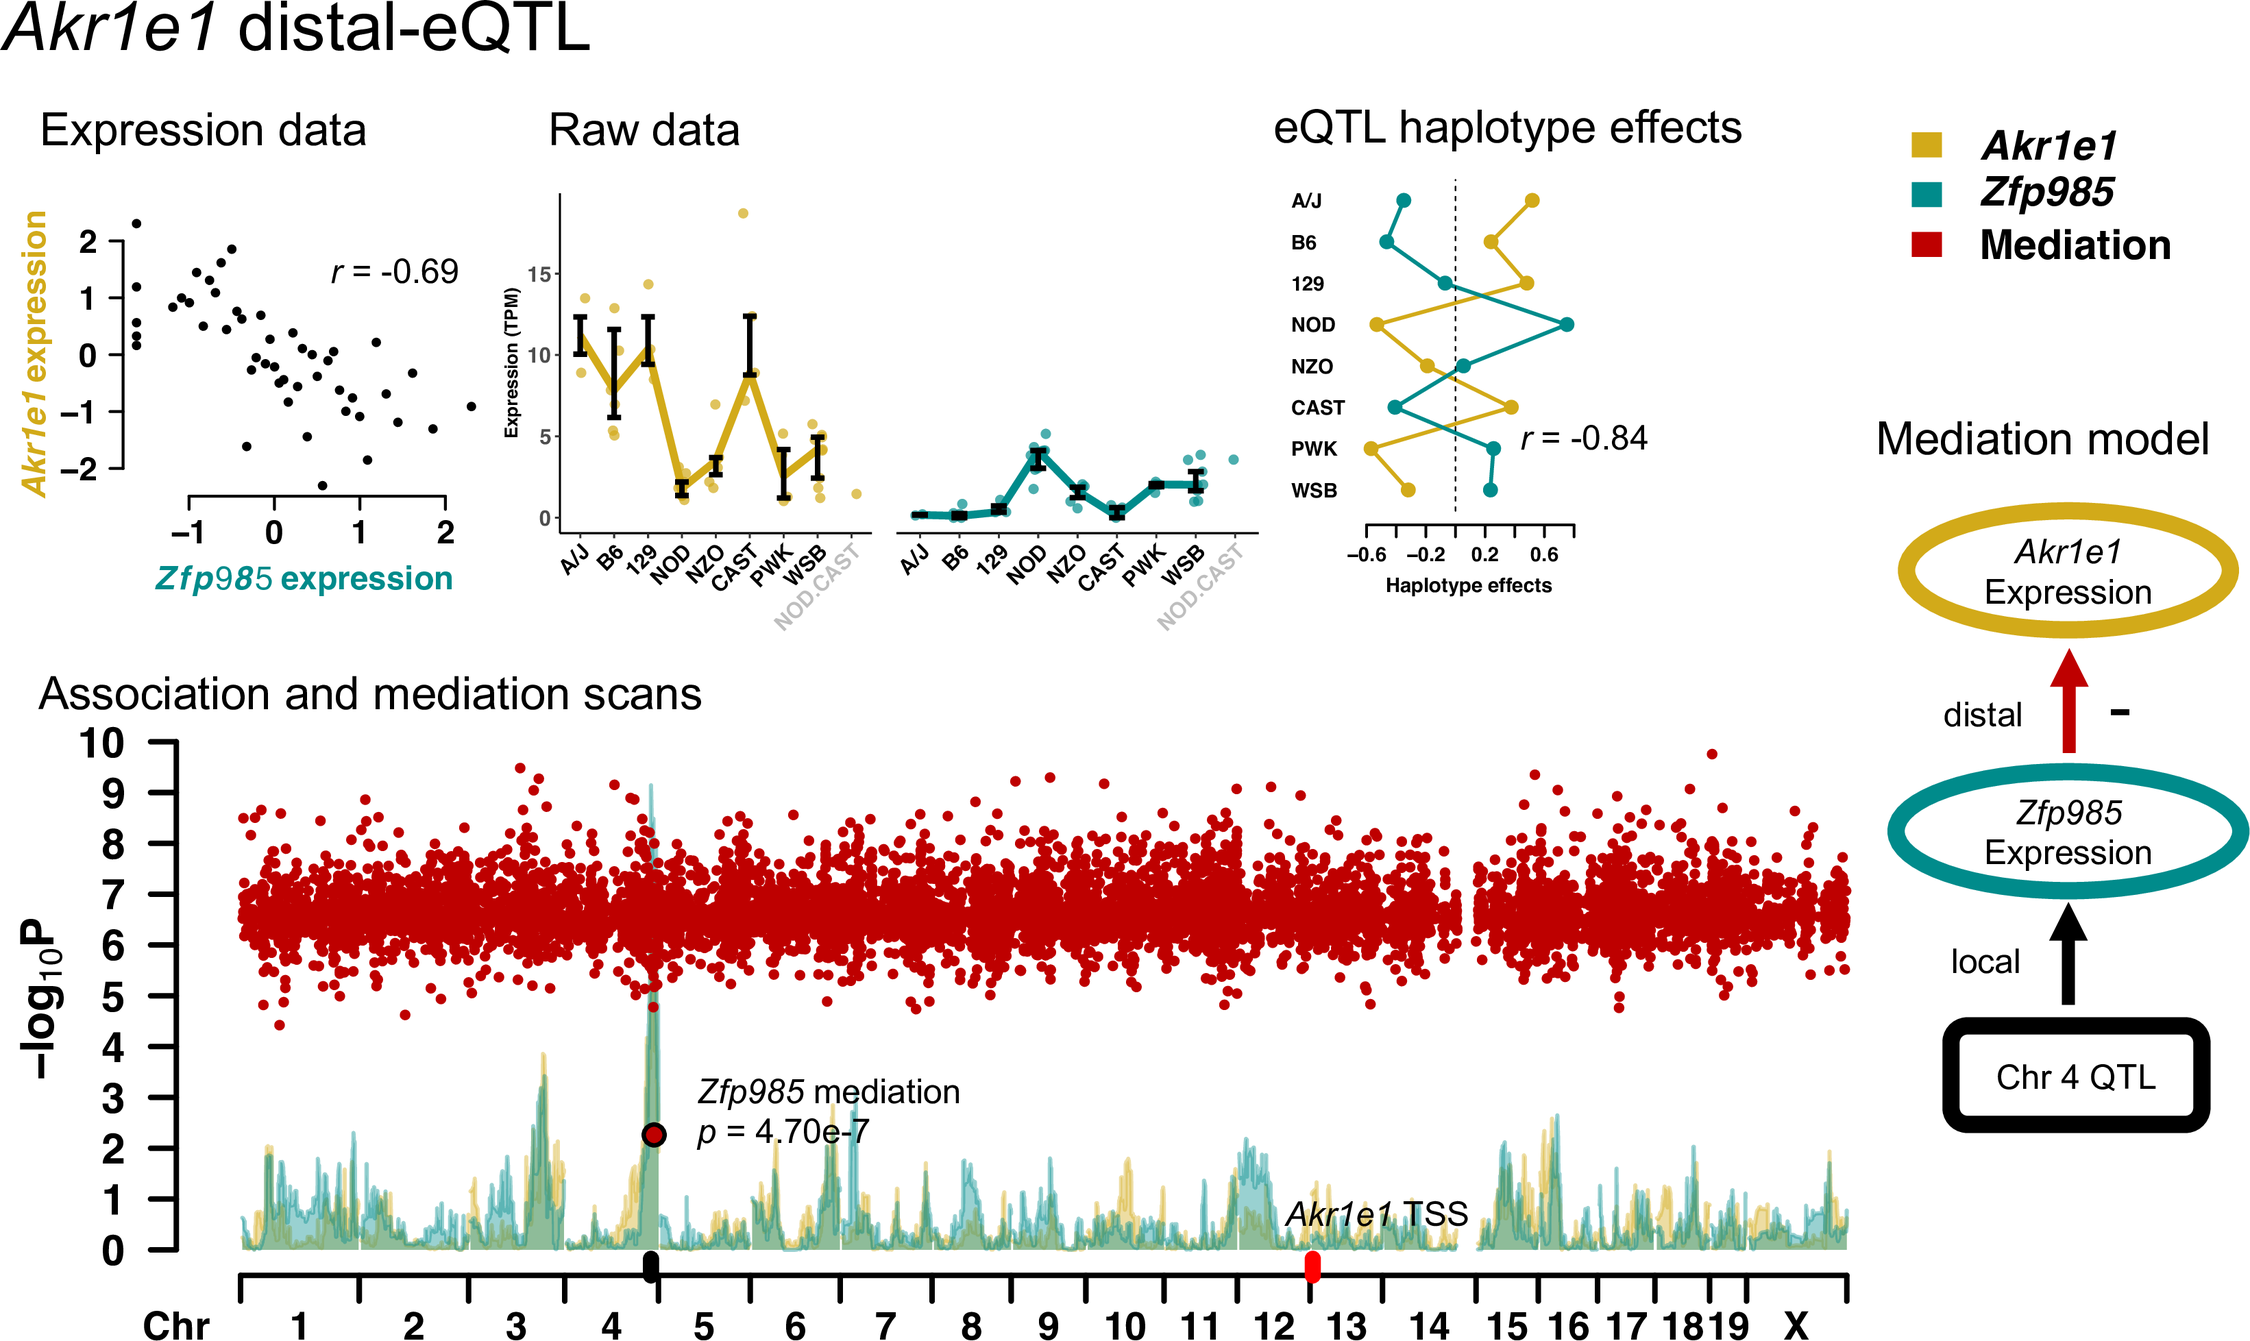 Akr1e1 distal-eQTL
Expression data
Akr1e1 expression
2
1
0
−1
−2
r = -0.69
−1 0 1 2
Zfp985 expression
Raw data
Expression (TPM)
15
10
5
0
A/J B6 129 NOD NZO CAST PWK WSB NOD.CAST
A/J B6 129 NOD NZO CAST PWK WSB NOD.CAST
eQTL haplotype effects
A/J
B6
129
NOD
NZO
CAST
PWK
WSB
r = -0.84
−0.6 −0.2 0.2 0.6
Haplotype effects
Akr1e1
Zfp985
Mediation
Association and mediation scans
−log10P
10
9
8
7
6
5
4
3
2
1
0
Zfp985 mediation
p = 4.70e-7
Akr1e1 TSS
Chr 1 2 3 4 5 6 7 8 9 10 11 12 13 14 15 16 17 18 19 X
Mediation model
Akr1e1
Expression
distal -
Zfp985
Expression
local
Chr 4 QTL